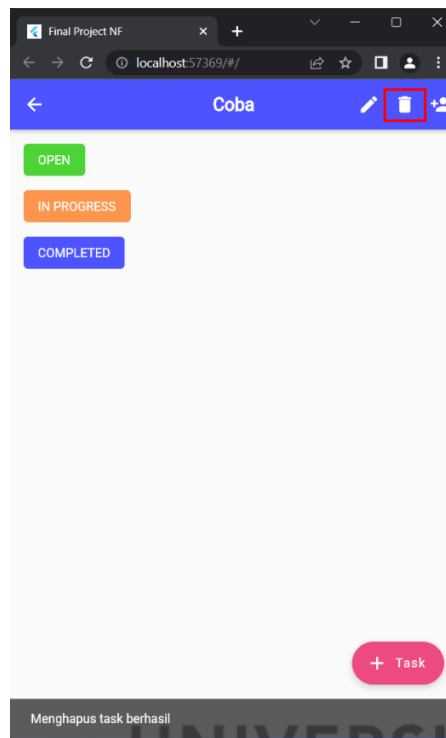 Final Project NF
localhost:57369/#/
Coba
OPEN
IN PROGRESS
COMPLETED
+ Task
Menghapus task berhasil